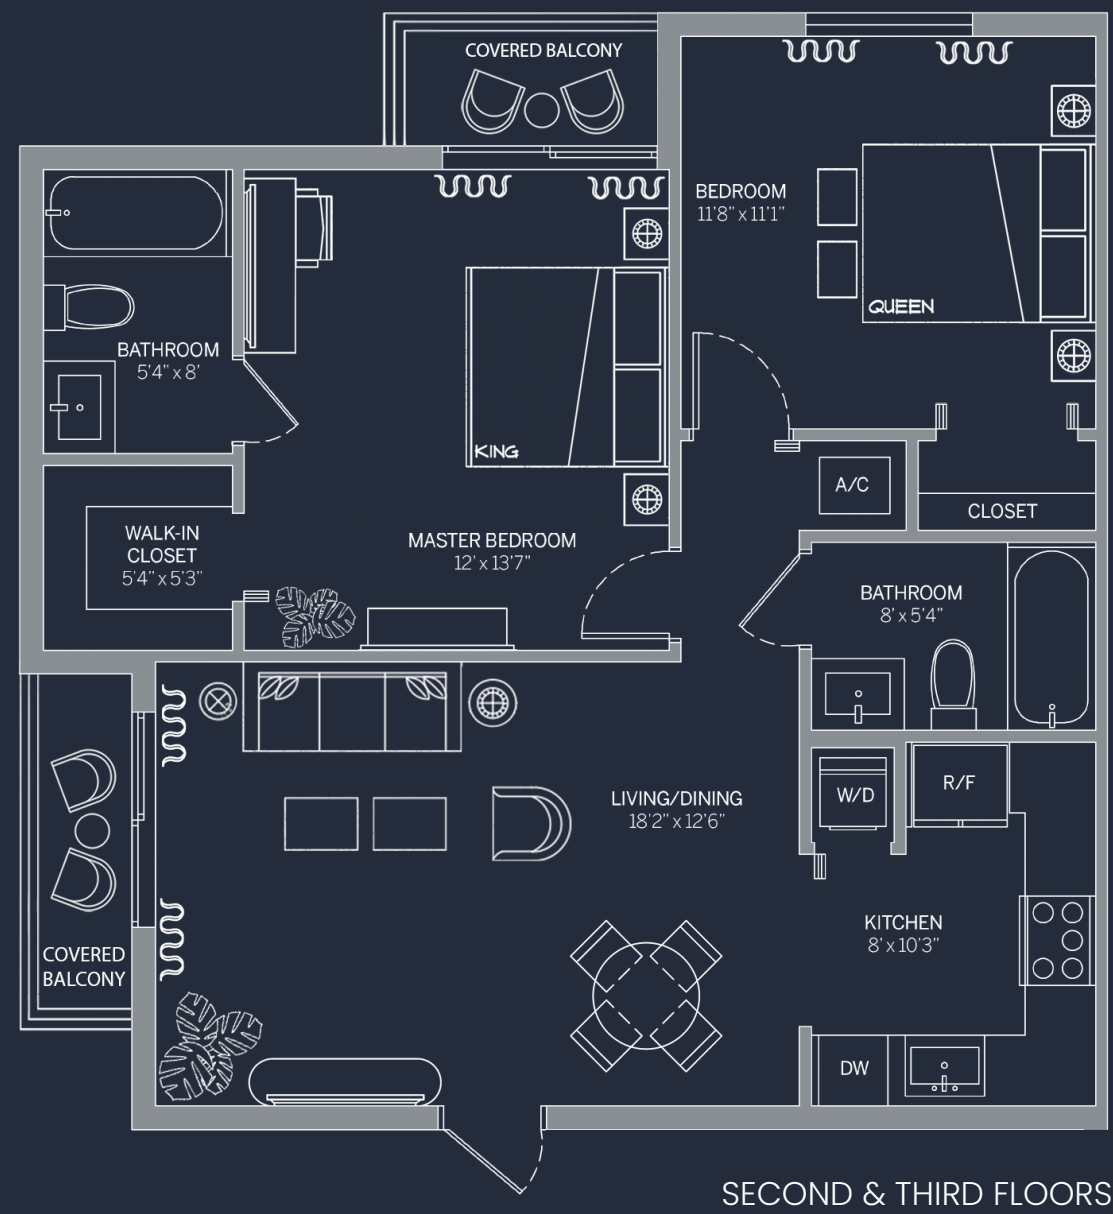 COVERED BALCONY
BEDROOM
11'8" x 11'1"
QUEEN
BATHROOM
5'4" x 8'
KING
A/C
CLOSET
WALK-IN
CLOSET
5'4" x 5'3"
MASTER BEDROOM
12' x 13'7"
BATHROOM
8' x 5'4"
LIVING/DINING
18'2" x 12'6"
W/D
R/F
KITCHEN
8' x 10'3"
COVERED
BALCONY
DW
SECOND & THIRD FLOORS